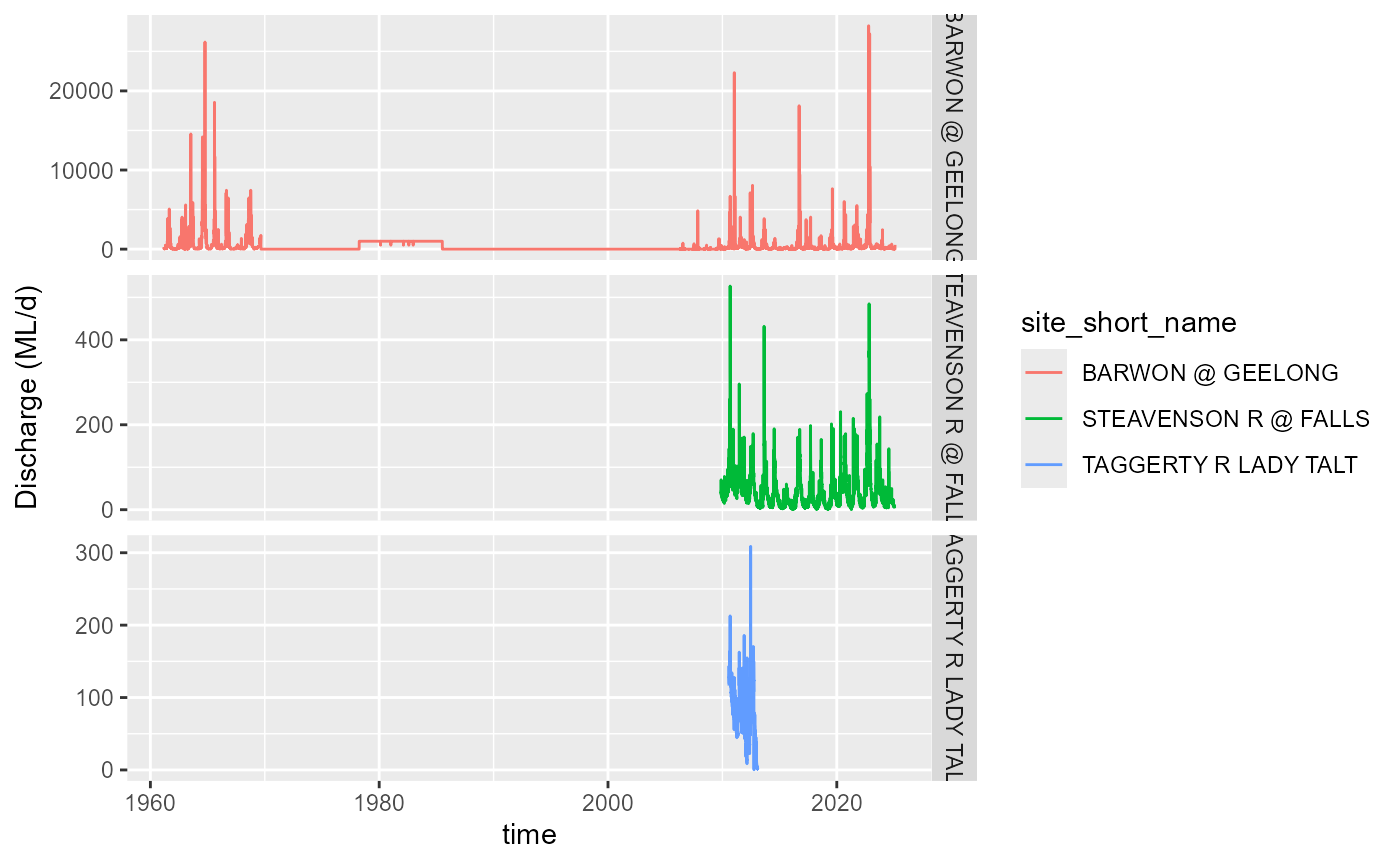 20000
10000
0
BARWON @ GEELONG
400
200
0
TEAVENSON R @ FALL
300
200
100
0
AGGERTY R LADY TAL
1960
1980
2000
2020
time
Discharge (ML/d)
site_short_name
BARWON @ GEELONG
STEAVENSON R @ FALLS
TAGGERTY R LADY TALT